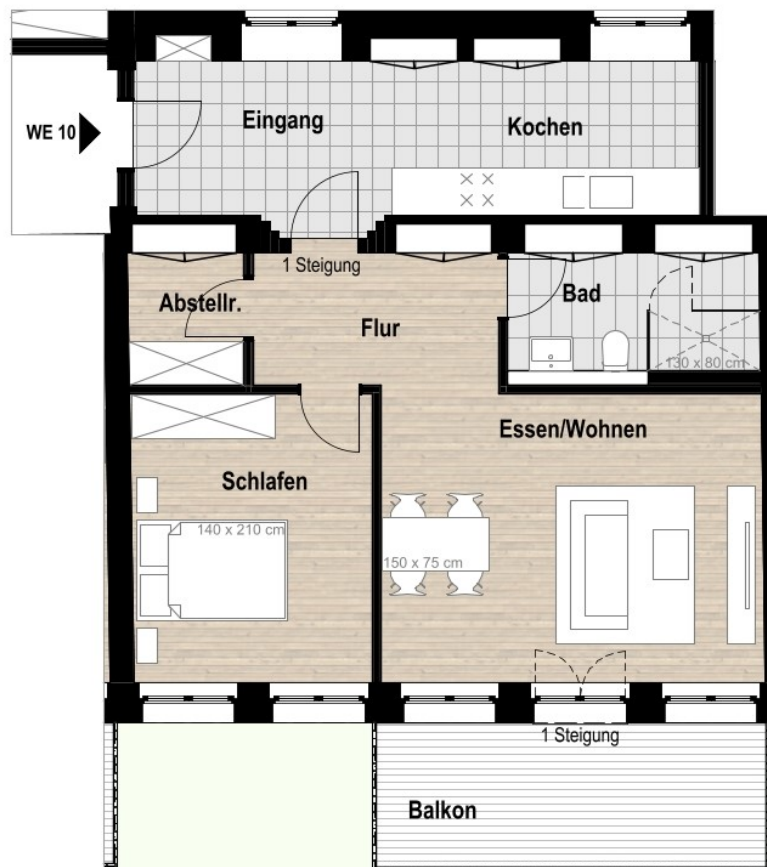 WE 10
Eingang
Kochen
1 Steigung
Abstellr.
Flur
Bad
130 x 80 cm
Schlafen
Essen/Wohnen
140 x 210 cm
150 x 75 cm
1 Steigung
Balkon